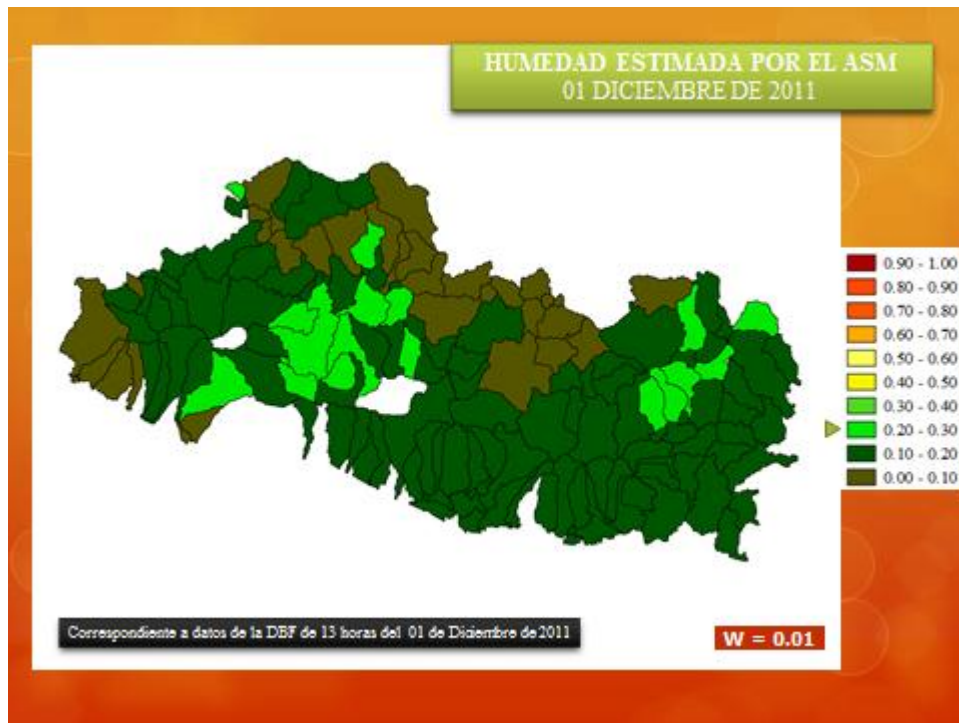 HUMEDAD ESTIMADA POR EL ASM
01 DICIEMBRE DE 2011
0.90 - 1.00
0.80 - 0.90
0.70 - 0.80
0.60 - 0.70
0.50 - 0.60
0.40 - 0.50
0.30 - 0.40
0.20 - 0.30
0.10 - 0.20
0.00 - 0.10
Correspondiente a datos de la DBF de 13 horas del 01 de Diciembre de 2011
W = 0.01